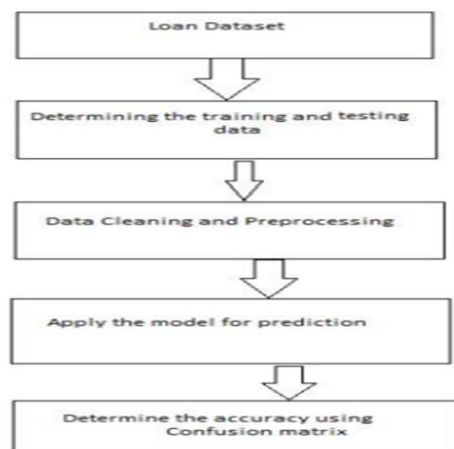 Loan Dataset
Determining the training and testing
data
Data Cleaning and Preprocessing
Apply the model for prediction
Determine the accuracy using
Confusion matrix